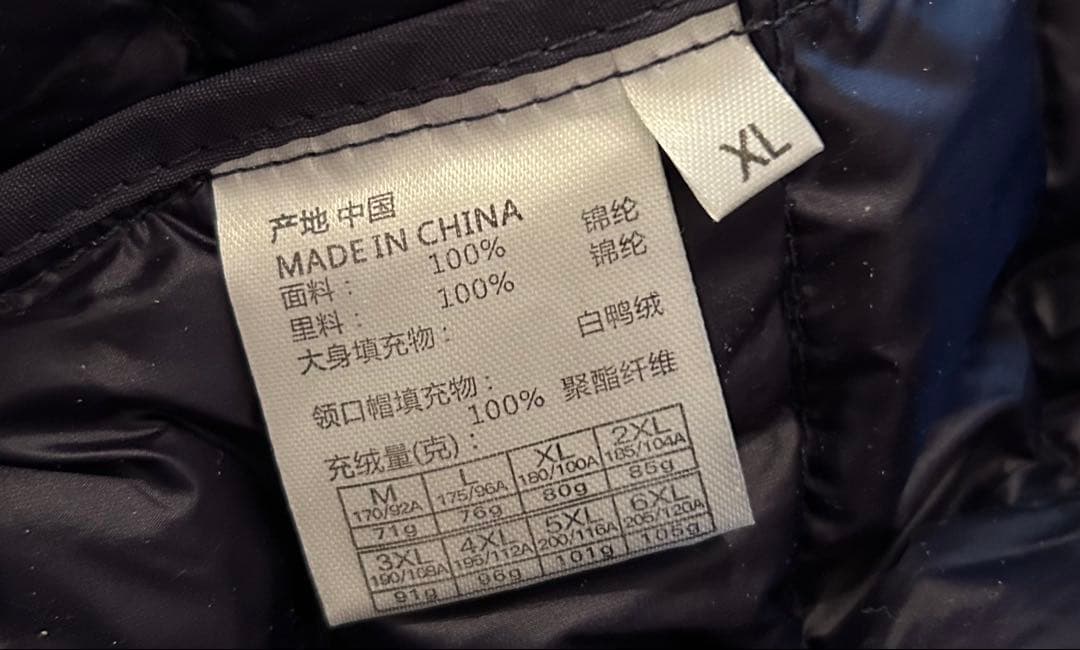 XL
产地 中国
MADE IN CHINA
面料： 100% 锦纶
里料： 100% 锦纶
大身填充物： 白鸭绒
领口帽填充物： 100% 聚酯纤维
充绒量(克)：
M L XL 2XL
170/92A 175/96A 180/100A 185/104A
71g 76g 80g 85g
3XL 4XL 5XL 6XL
190/108A 195/112A 200/116A 205/120A
91g 96g 101g 105g